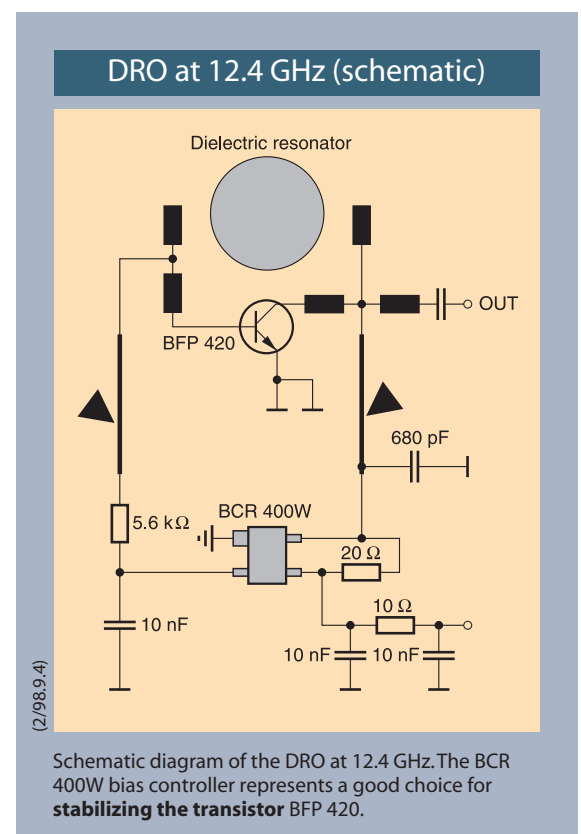 DRO at 12.4 GHz (schematic)
Dielectric resonator
OUT
BFP 420
680 pF
5.6 kΩ
BCR 400W
20 Ω
10 Ω
10 nF
10 nF
10 nF
(2/98.9.4)
Schematic diagram of the DRO at 12.4 GHz. The BCR
400W bias controller represents a good choice for
stabilizing the transistor BFP 420.